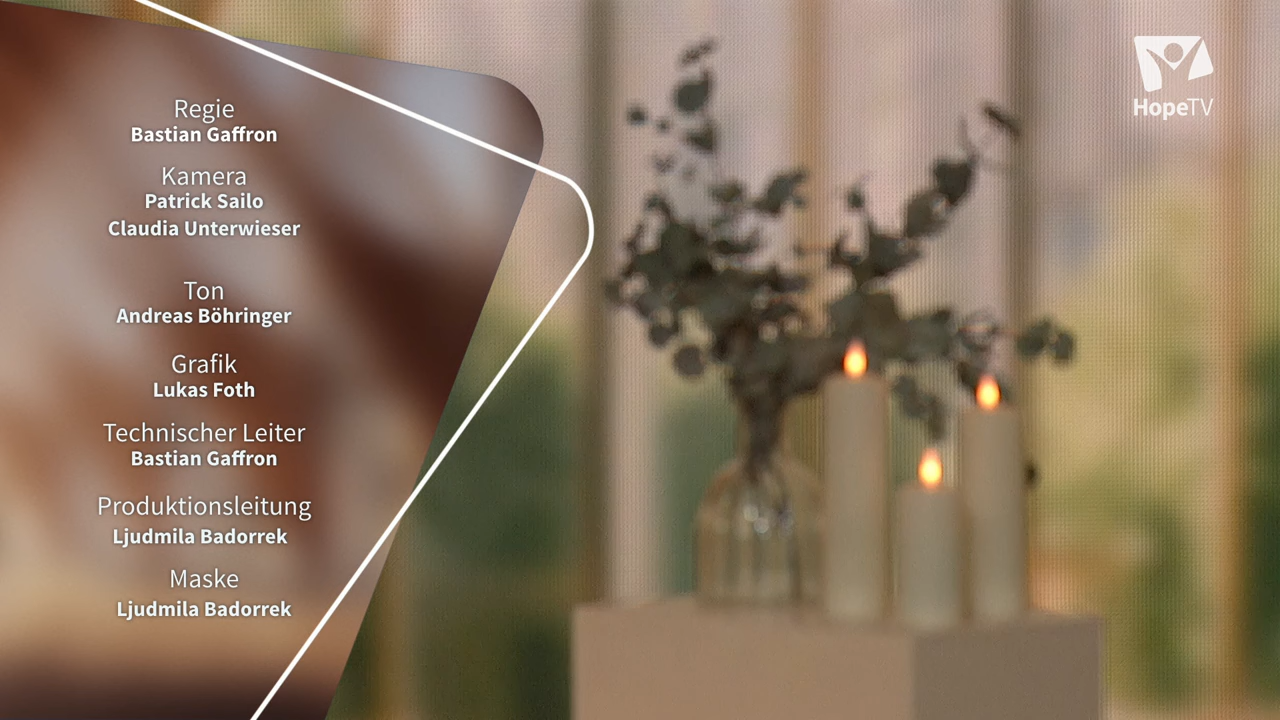 Regie
Bastian Gaffron
Kamera
Patrick Sailo
Claudia Unterwieser
Ton
Andreas Böhringer
Grafik
Lukas Foth
Technischer Leiter
Bastian Gaffron
Produktionsleitung
Ljudmila Badorrek
Maske
Ljudmila Badorrek
HopeTV